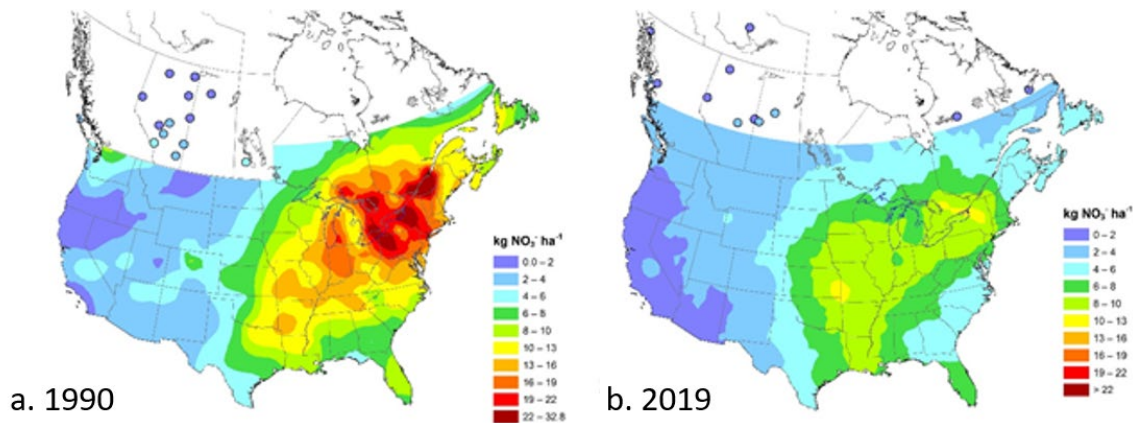 kg NO₃⁻ ha⁻¹
0.0 – 2
2 – 4
4 – 6
6 – 8
8 – 10
10 – 13
13 – 16
16 – 19
19 – 22
22 – 32.8
a. 1990
kg NO₃⁻ ha⁻¹
0 – 2
2 – 4
4 – 6
6 – 8
8 – 10
10 – 13
13 – 16
16 – 19
19 – 22
> 22
b. 2019